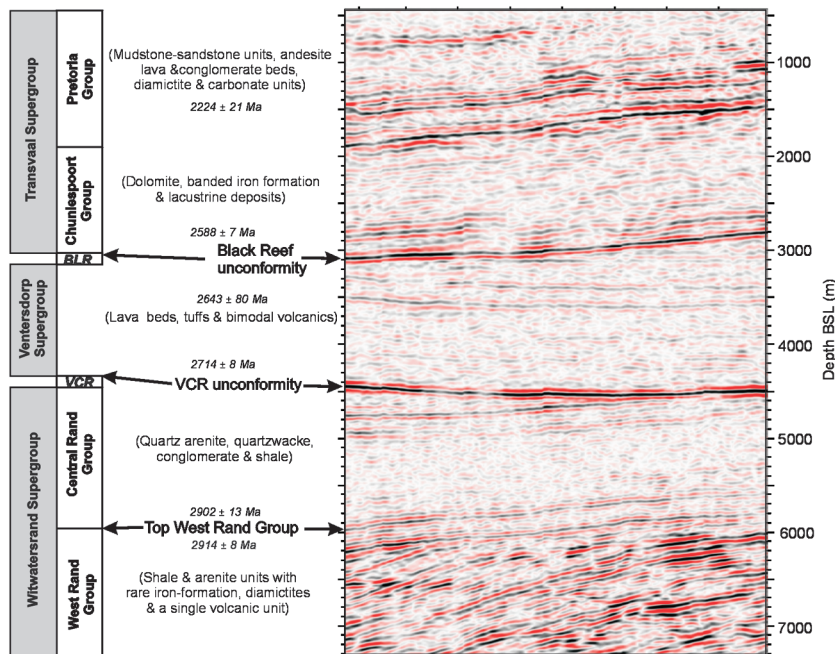 Transvaal Supergroup
Pretoria
Group
(Mudstone-sandstone units, andesite
lava &conglomerate beds,
diamictite & carbonate units)
2224 ± 21 Ma
Chuniespoort
Group
(Dolomite, banded iron formation
& lacustrine deposits)
2588 ± 7 Ma
BLR
Black Reef
unconformity
Ventersdorp
Supergroup
2643 ± 80 Ma
(Lava beds, tuffs & bimodal volcanics)
2714 ± 8 Ma
VCR
VCR unconformity
Witwatersrand Supergroup
Central Rand
Group
(Quartz arenite, quartzwacke,
conglomerate & shale)
2902 ± 13 Ma
Top West Rand Group
2914 ± 8 Ma
West Rand
Group
(Shale & arenite units with
rare iron-formation, diamictites
& a single volcanic unit)
1000
2000
3000
4000
5000
6000
7000
Depth BSL (m)